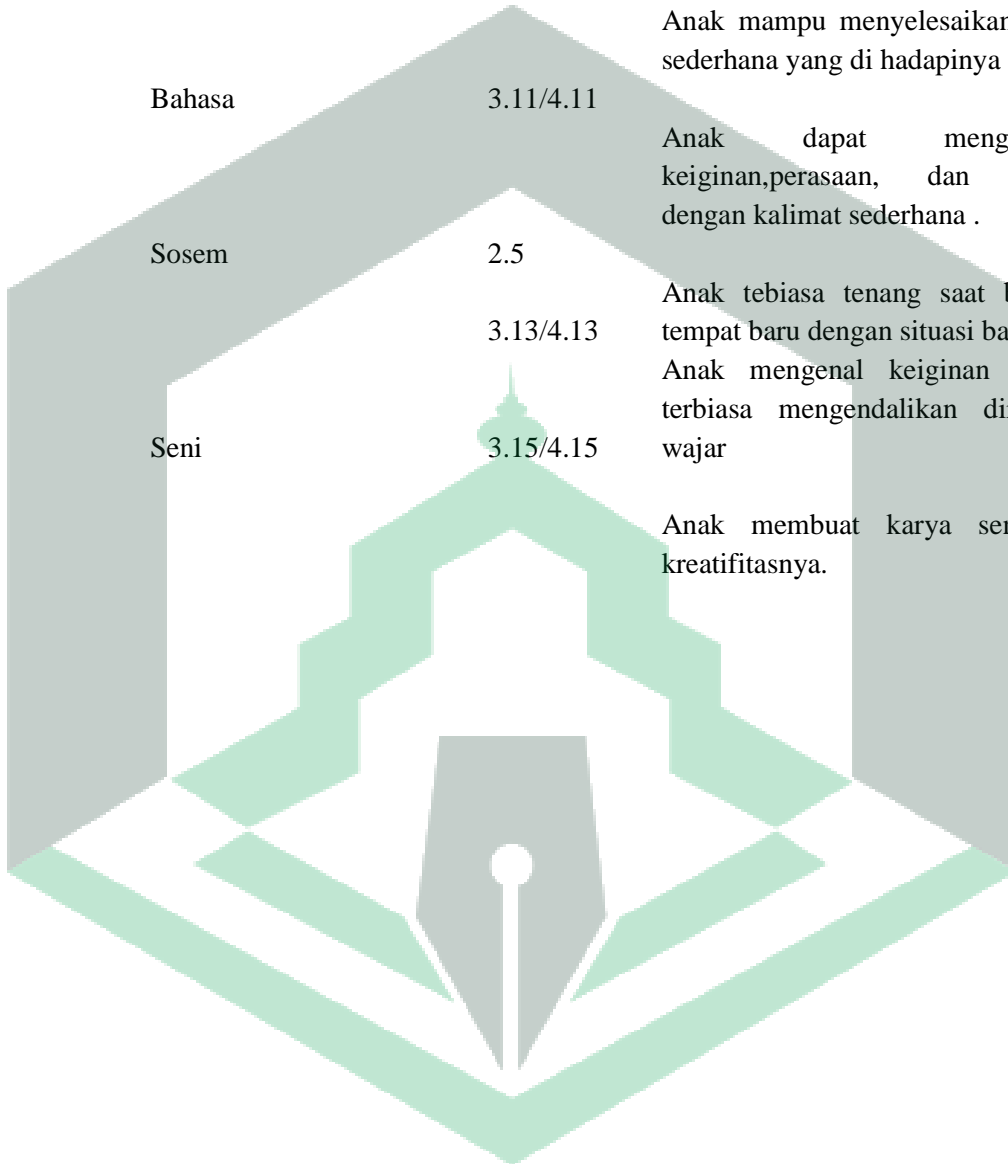 Anak mampu menyelesaikan
sederhana yang di hadapinya
Bahasa 3.11/4.11
Anak dapat
keiginan,perasaan, dan
dengan kalimat sederhana .
Sosem 2.5
Anak tebiasa tenang saat
3.13/4.13 tempat baru dengan situasi
Anak mengenal keiginan
terbiasa mengendalikan
Seni 3.15/4.15 wajar
Anak membuat karya
kreatifitasnya.